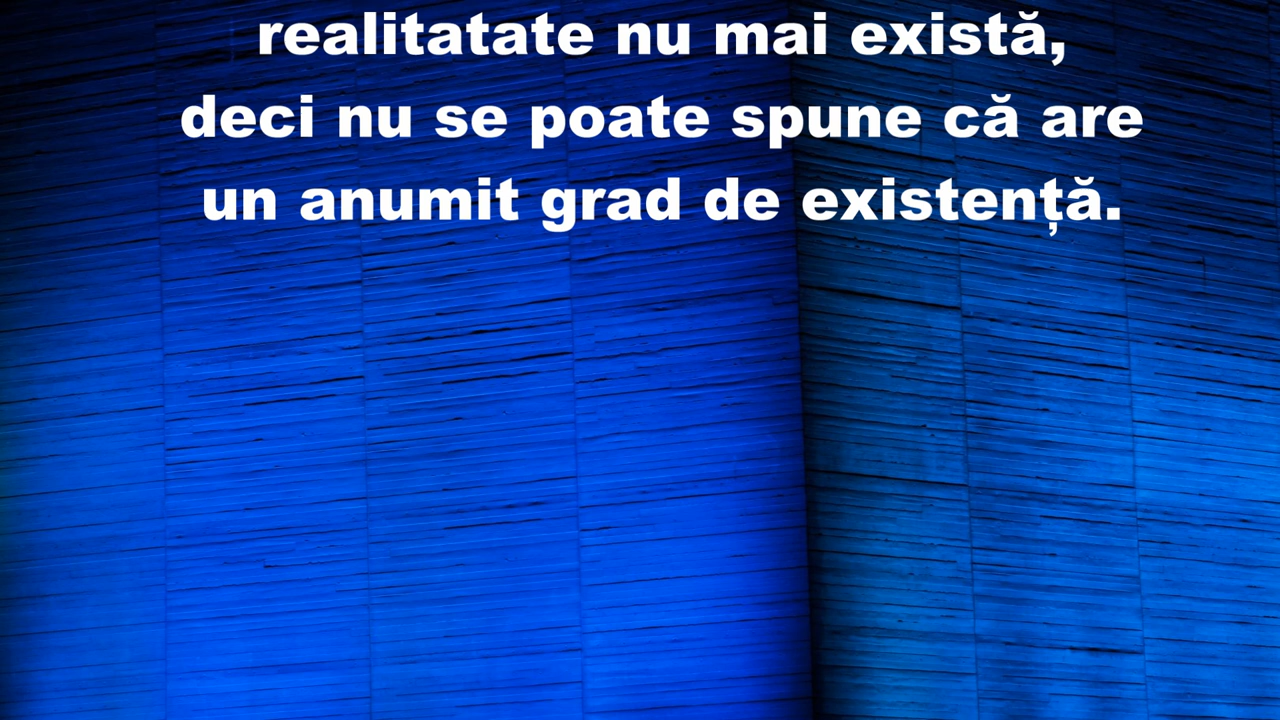 realitatate nu mai există,
deci nu se poate spune că are
un anumit grad de existență.